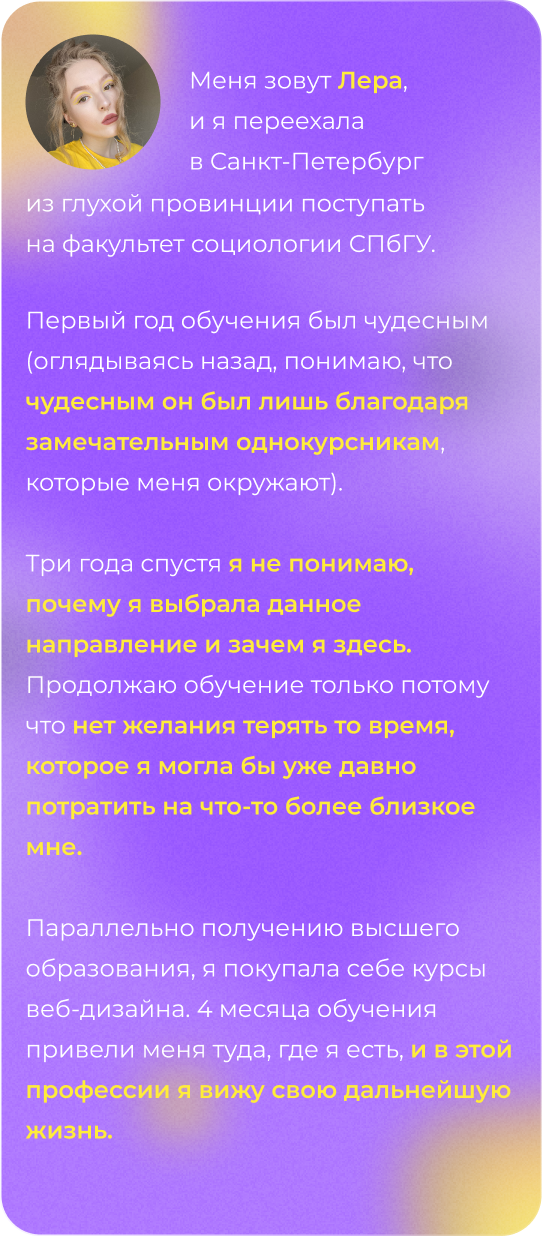 Меня зовут Лера,
и я переехала
в Санкт-Петербург
из глухой провинции поступать
на факультет социологии СПбГУ.
Первый год обучения был чудесным
(оглядываясь назад, понимаю, что
чудесным он был лишь благодаря
замечательным однокурсникам,
которые меня окружают).
Три года спустя я не понимаю,
почему я выбрала данное
направление и зачем я здесь.
Продолжаю обучение только потому
что нет желания терять то время,
которое я могла бы уже давно
потратить на что-то более близкое
мне.
Параллельно получению высшего
образования, я покупала себе курсы
веб-дизайна. 4 месяца обучения
привели меня туда, где я есть, и в этой
профессии я вижу свою дальнейшую
жизнь.